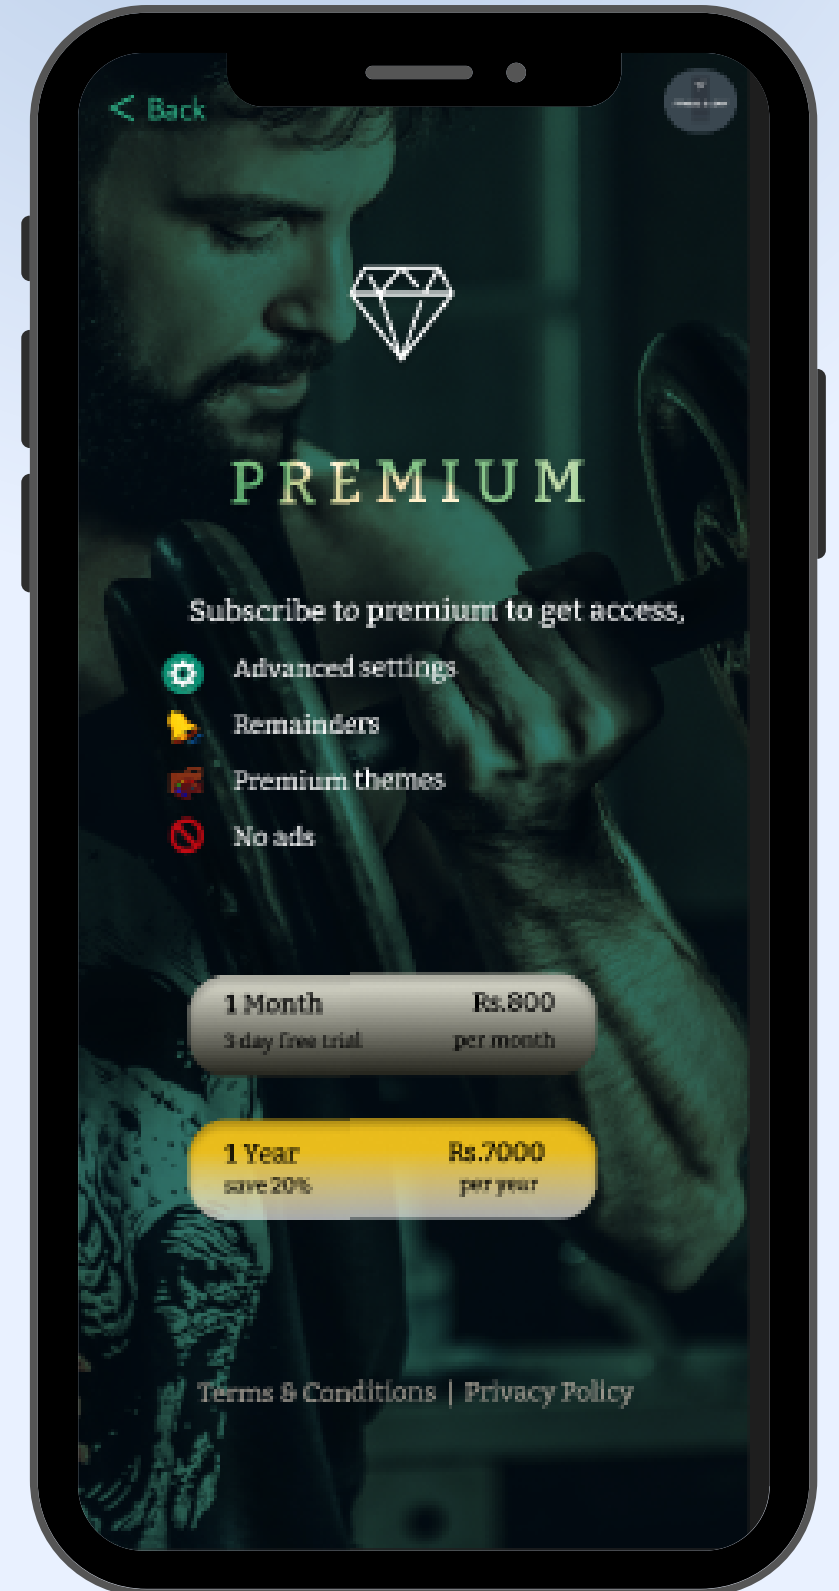 < Back
PREMIUM
Subscribe to premium to get access,
Advanced settings
Remainders
Premium themes
No ads
1 Month Rs.800
3 day free trial per month
1 Year Rs.7000
save 20% per year
Terms & Conditions | Privacy Policy